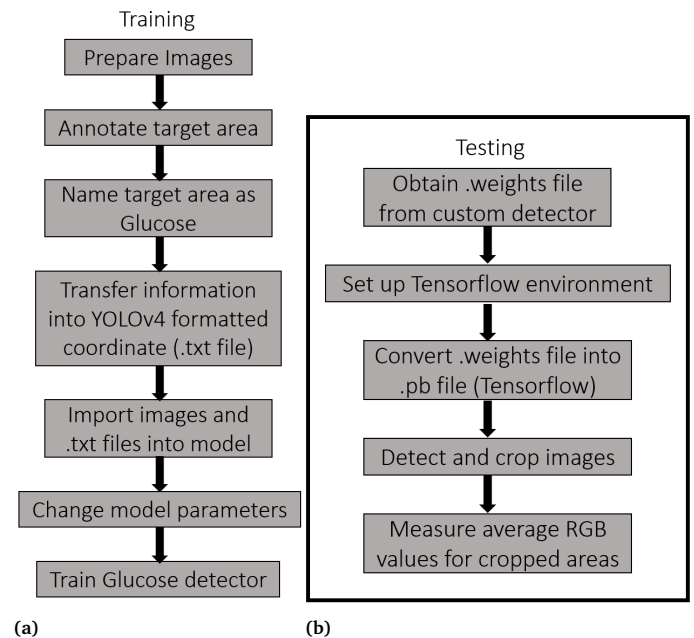 Training
Prepare Images
Annotate target area
Name target area as
Glucose
Transfer information
into YOLOv4 formatted
coordinate (.txt file)
Import images and
.txt files into model
Change model parameters
Train Glucose detector
(a)
Testing
Obtain .weights file
from custom detector
Set up Tensorflow environment
Convert .weights file into
.pb file (Tensorflow)
Detect and crop images
Measure average RGB
values for cropped areas
(b)